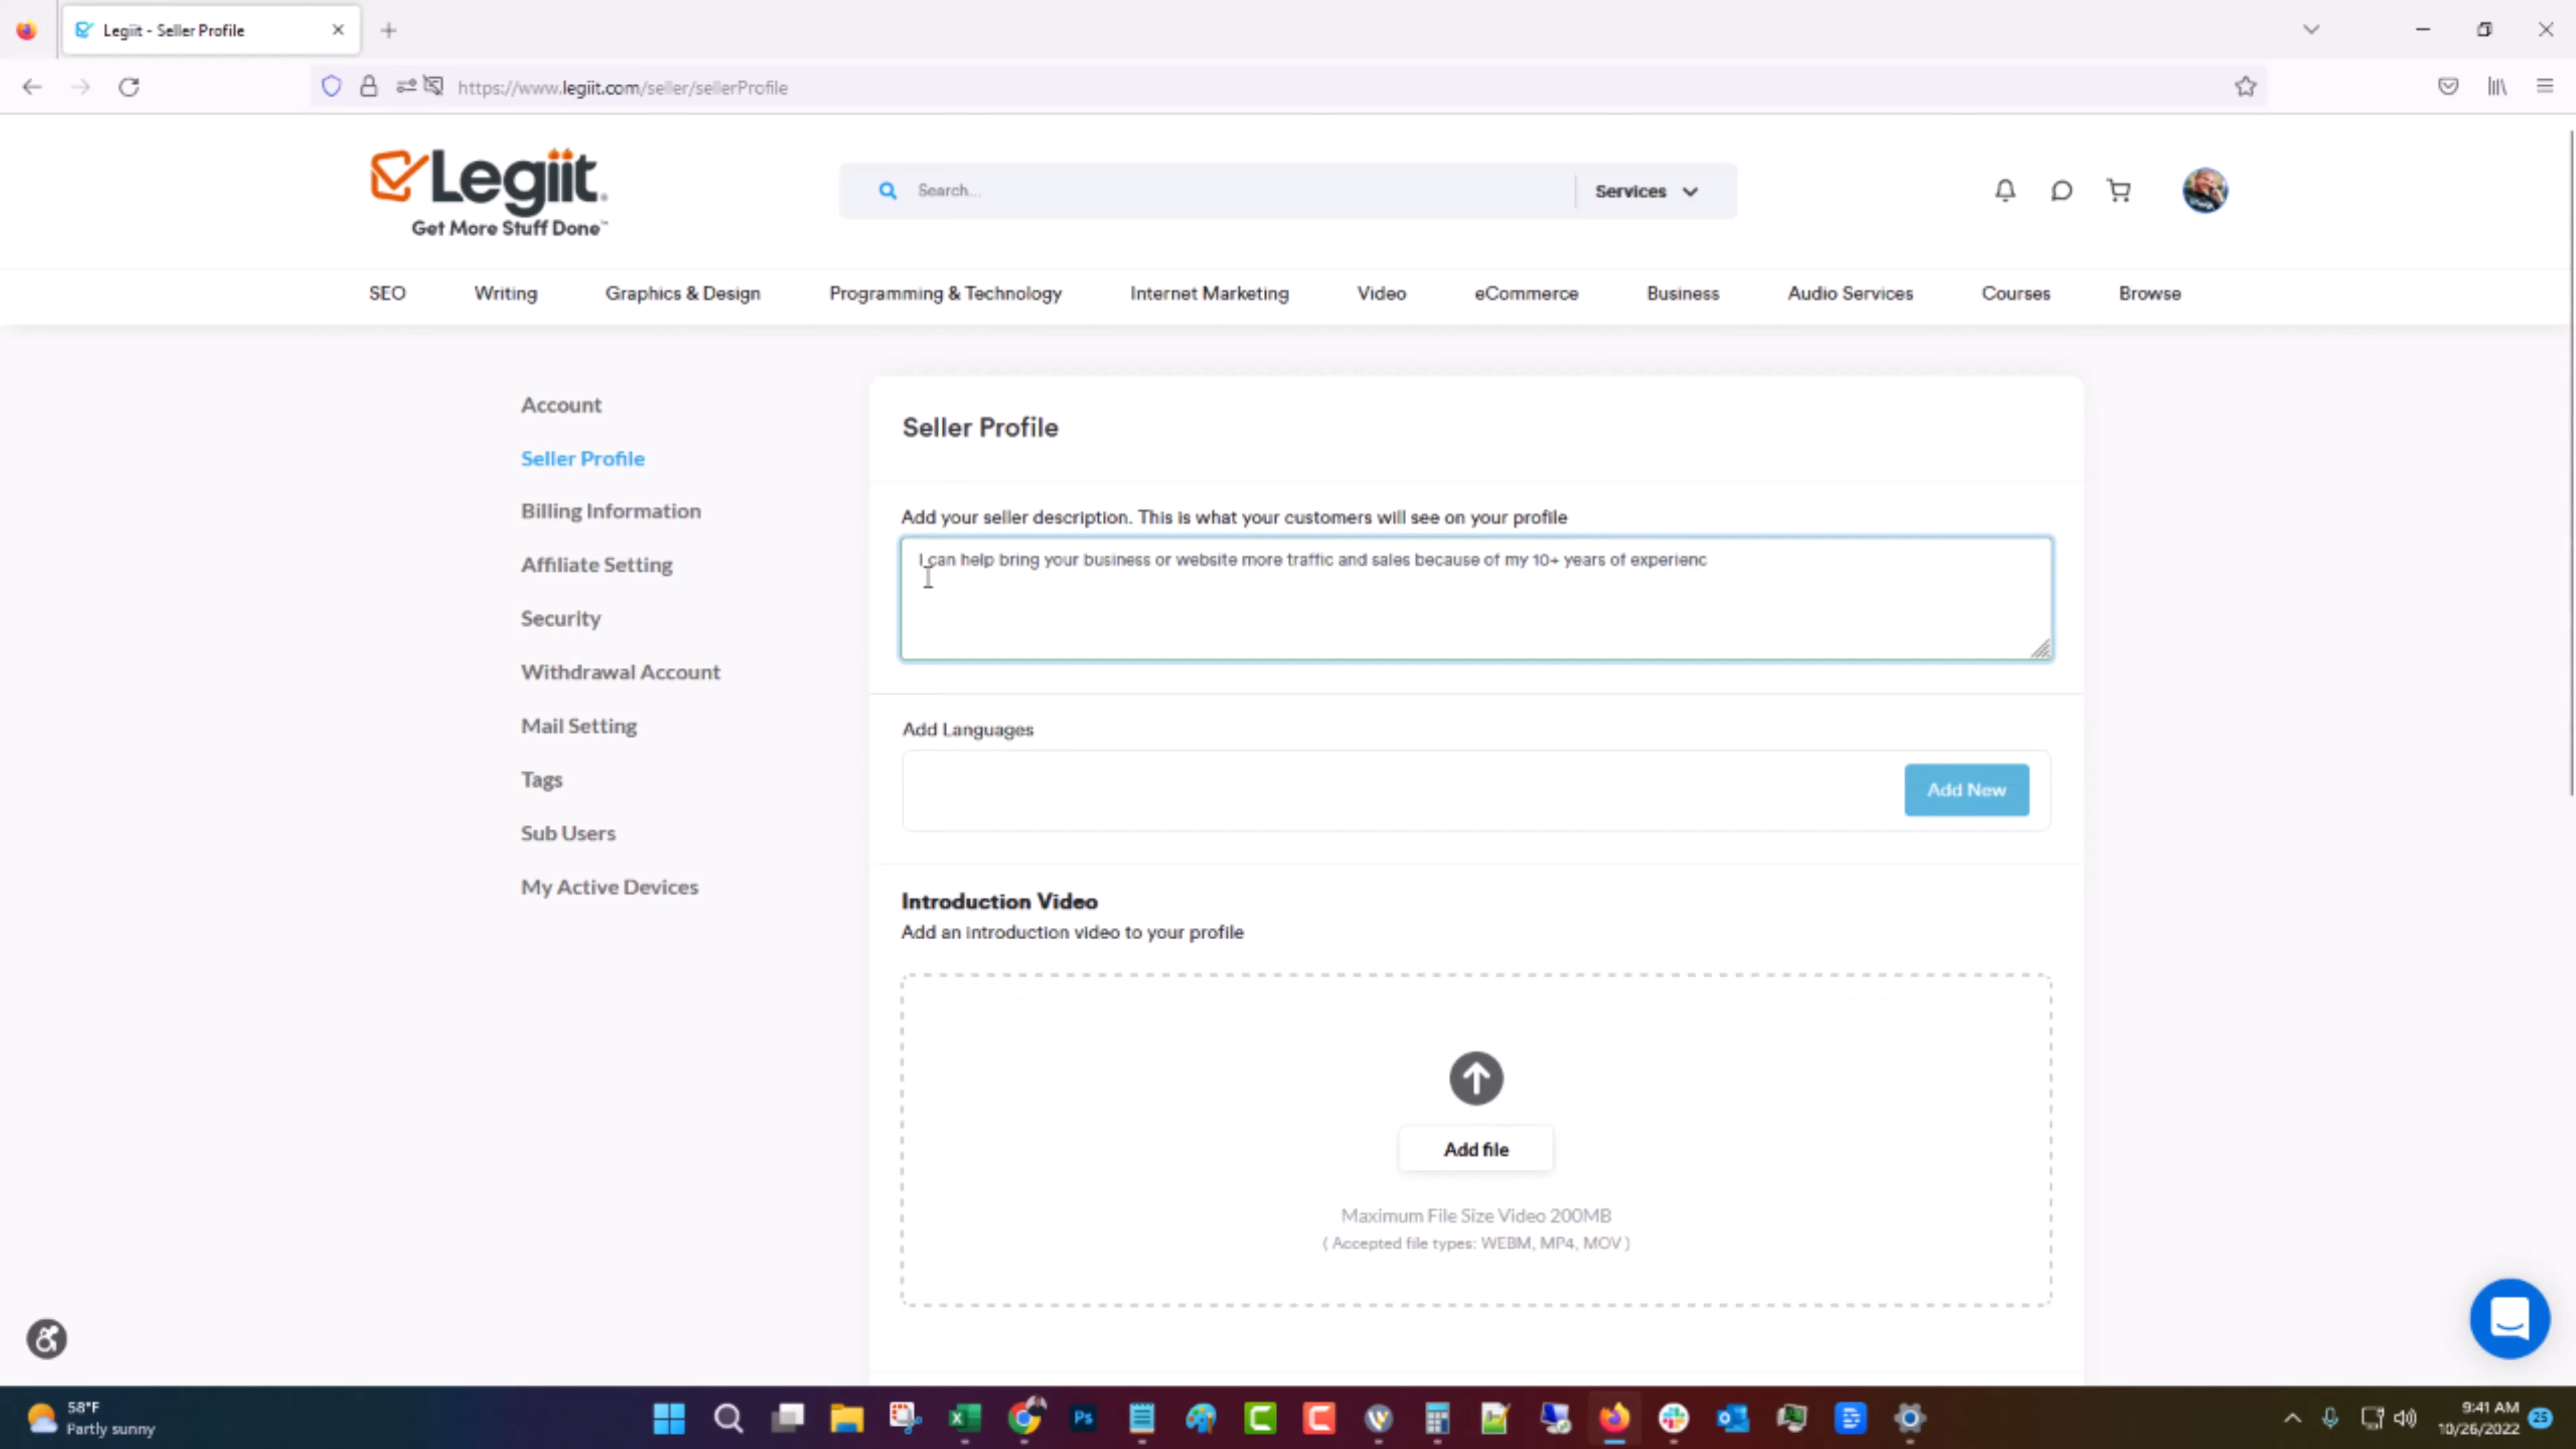 Legiit - Seller Profile
https://www.legiit.com/seller/sellerProfile
Legiit.
Get More Stuff Done™
Search...
Services
SEO Writing Graphics & Design Programming & Technology Internet Marketing Video eCommerce Business Audio Services Courses Browse
Account
Seller Profile
Billing Information
Affiliate Setting
Security
Withdrawal Account
Mail Setting
Tags
Sub Users
My Active Devices
Seller Profile
Add your seller description. This is what your customers will see on your profile
I can help bring your business or website more traffic and sales because of my 10+ years of experienc
Add Languages
Add New
Introduction Video
Add an introduction video to your profile
Add file
Maximum File Size Video 200MB
( Accepted file types: WEBM, MP4, MOV )
58°F
Partly sunny
Ps
9:41 AM
10/26/2022
25